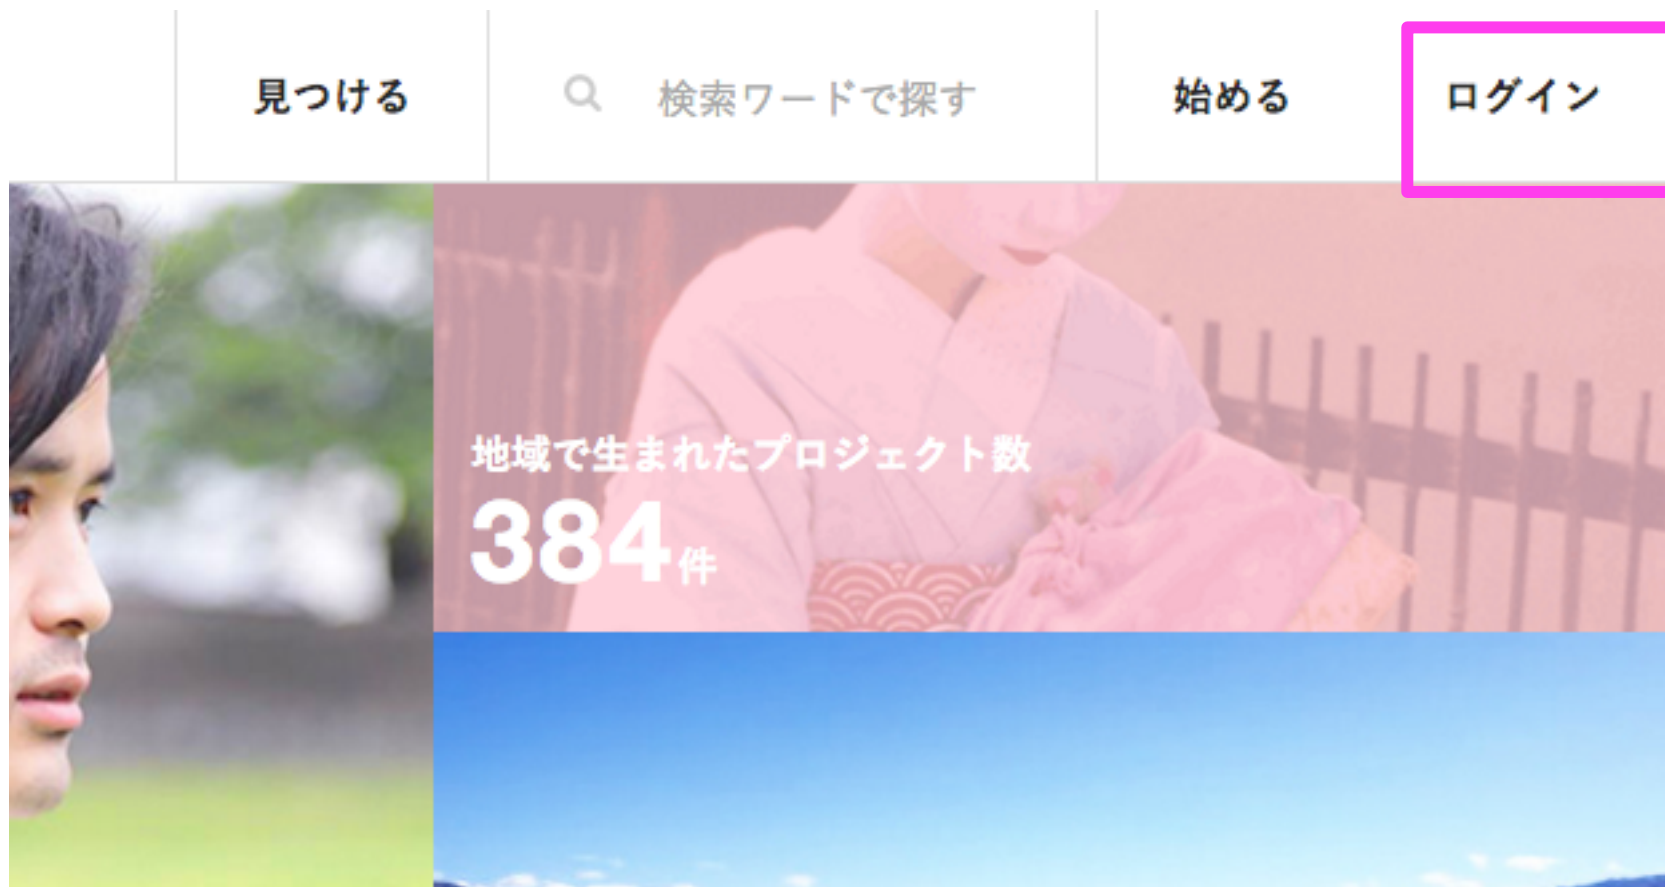 見つける
検索ワードで探す
始める
ログイン
地域で生まれたプロジェクト数
384件